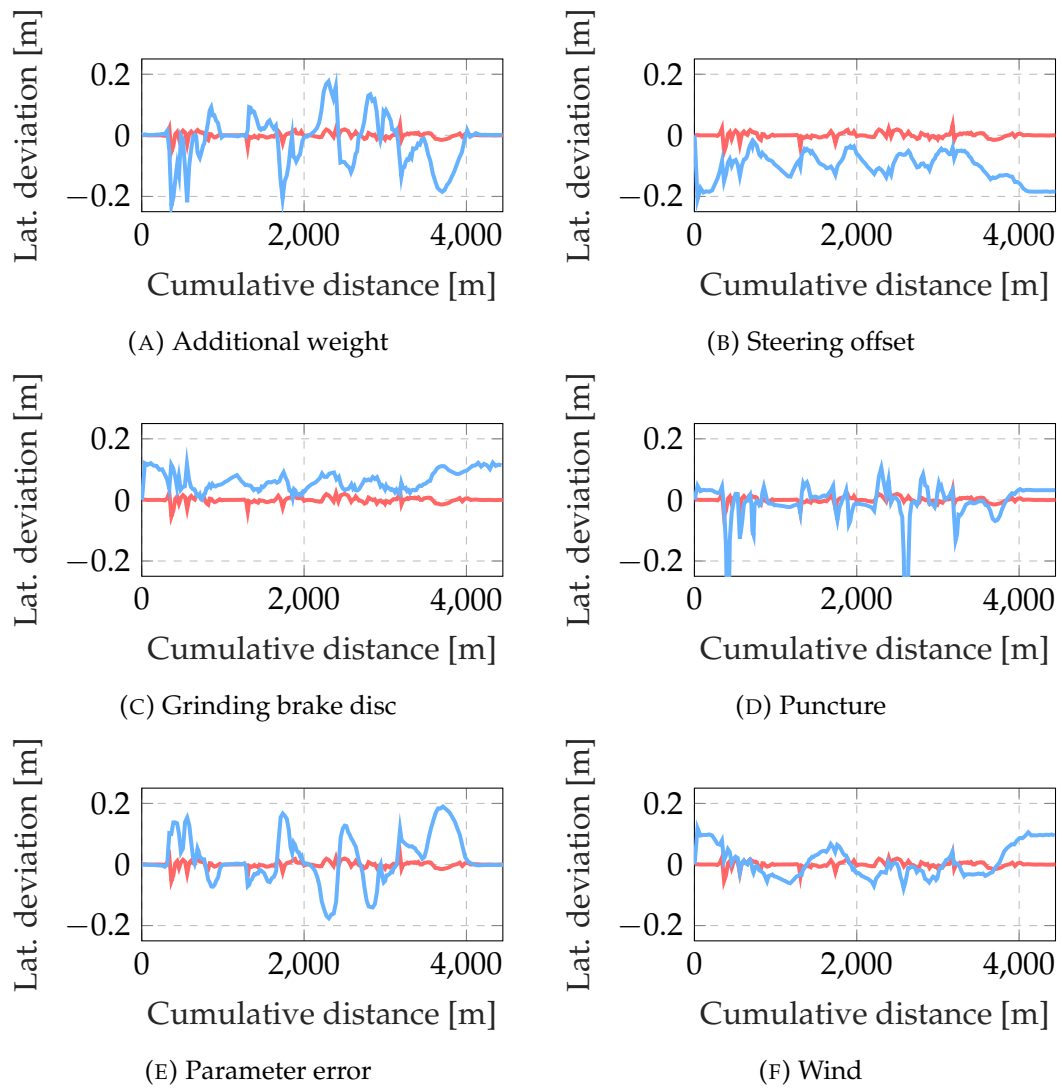 Lat. deviation [m]
0.2
0
−0.2
0 2,000 4,000
Cumulative distance [m]
(A) Additional weight
Lat. deviation [m]
0.2
0
−0.2
0 2,000 4,000
Cumulative distance [m]
(B) Steering offset
Lat. deviation [m]
0.2
0
−0.2
0 2,000 4,000
Cumulative distance [m]
(C) Grinding brake disc
Lat. deviation [m]
0.2
0
−0.2
0 2,000 4,000
Cumulative distance [m]
(D) Puncture
Lat. deviation [m]
0.2
0
−0.2
0 2,000 4,000
Cumulative distance [m]
(E) Parameter error
Lat. deviation [m]
0.2
0
−0.2
0 2,000 4,000
Cumulative distance [m]
(F) Wind